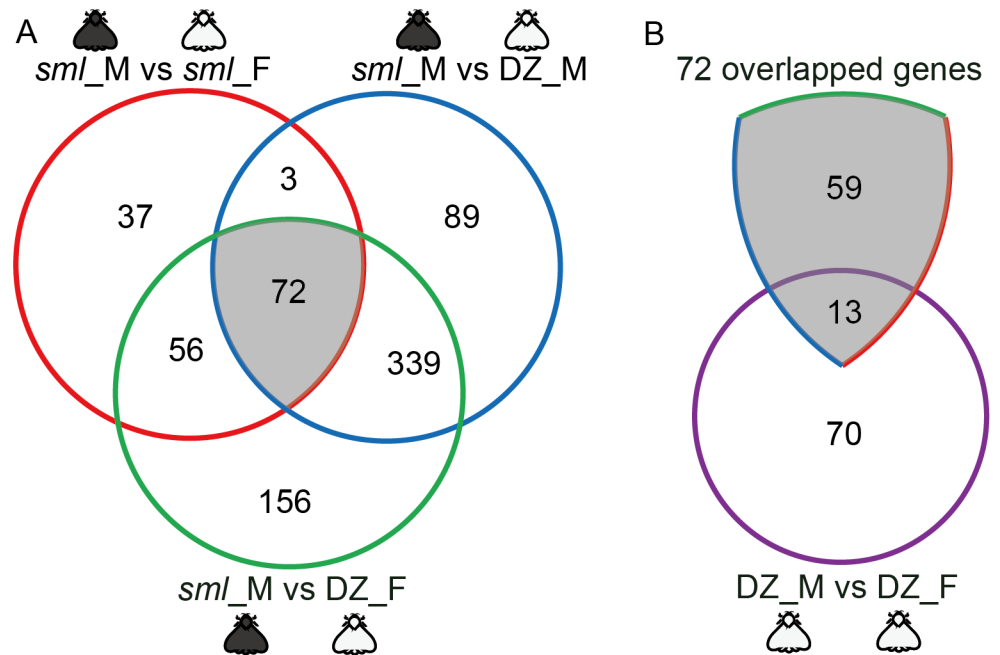 A
sml_M vs sml_F
sml_M vs DZ_M
3
37
89
72
56
339
156
sml_M vs DZ_F
B
72 overlapped genes
59
13
70
DZ_M vs DZ_F